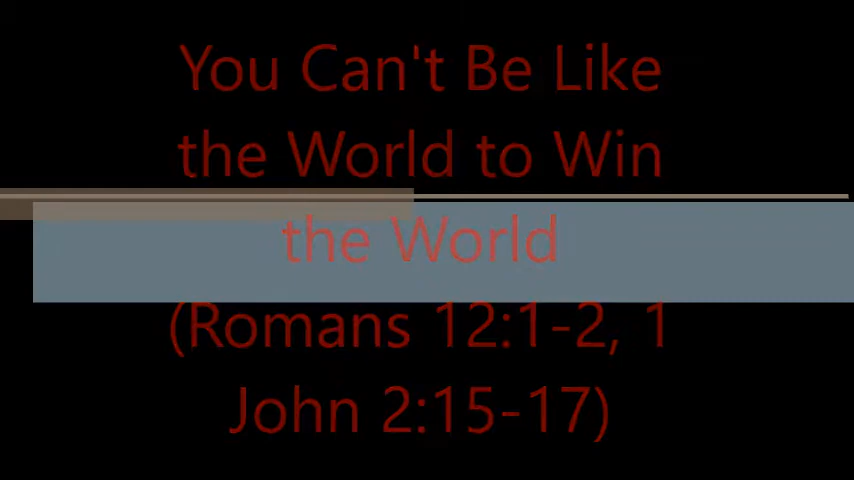 You Can't Be Like
the World to Win
the World
(Romans 12:1-2, 1
John 2:15-17)